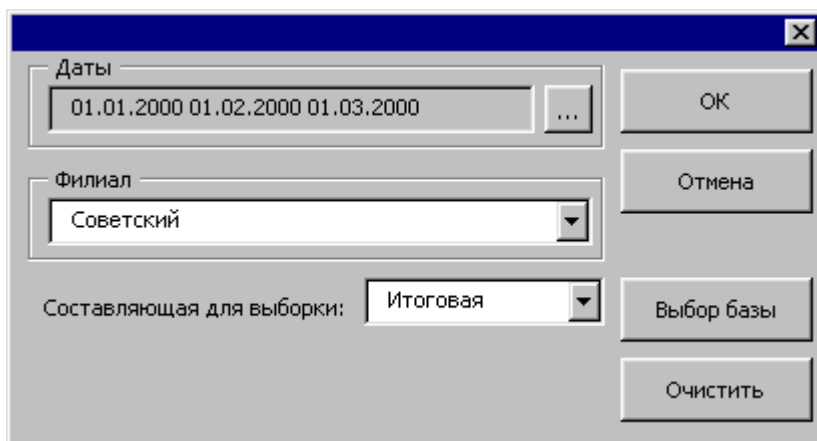 Даты
01.01.2000 01.02.2000 01.03.2000
...
ОК
Филиал
Советский
Отмена
Составляющая для выборки:
Итоговая
Выбор базы
Очистить